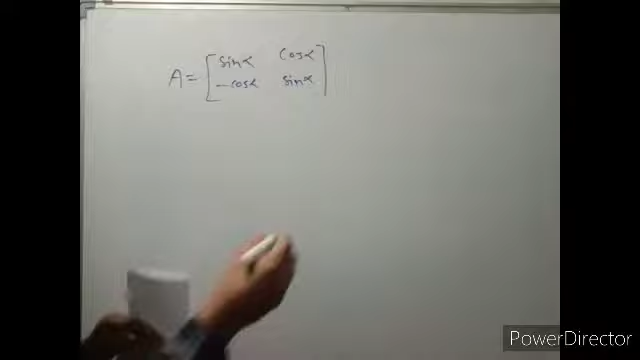 A = [ sinα cosα
-cosα sinα ]
PowerDirector